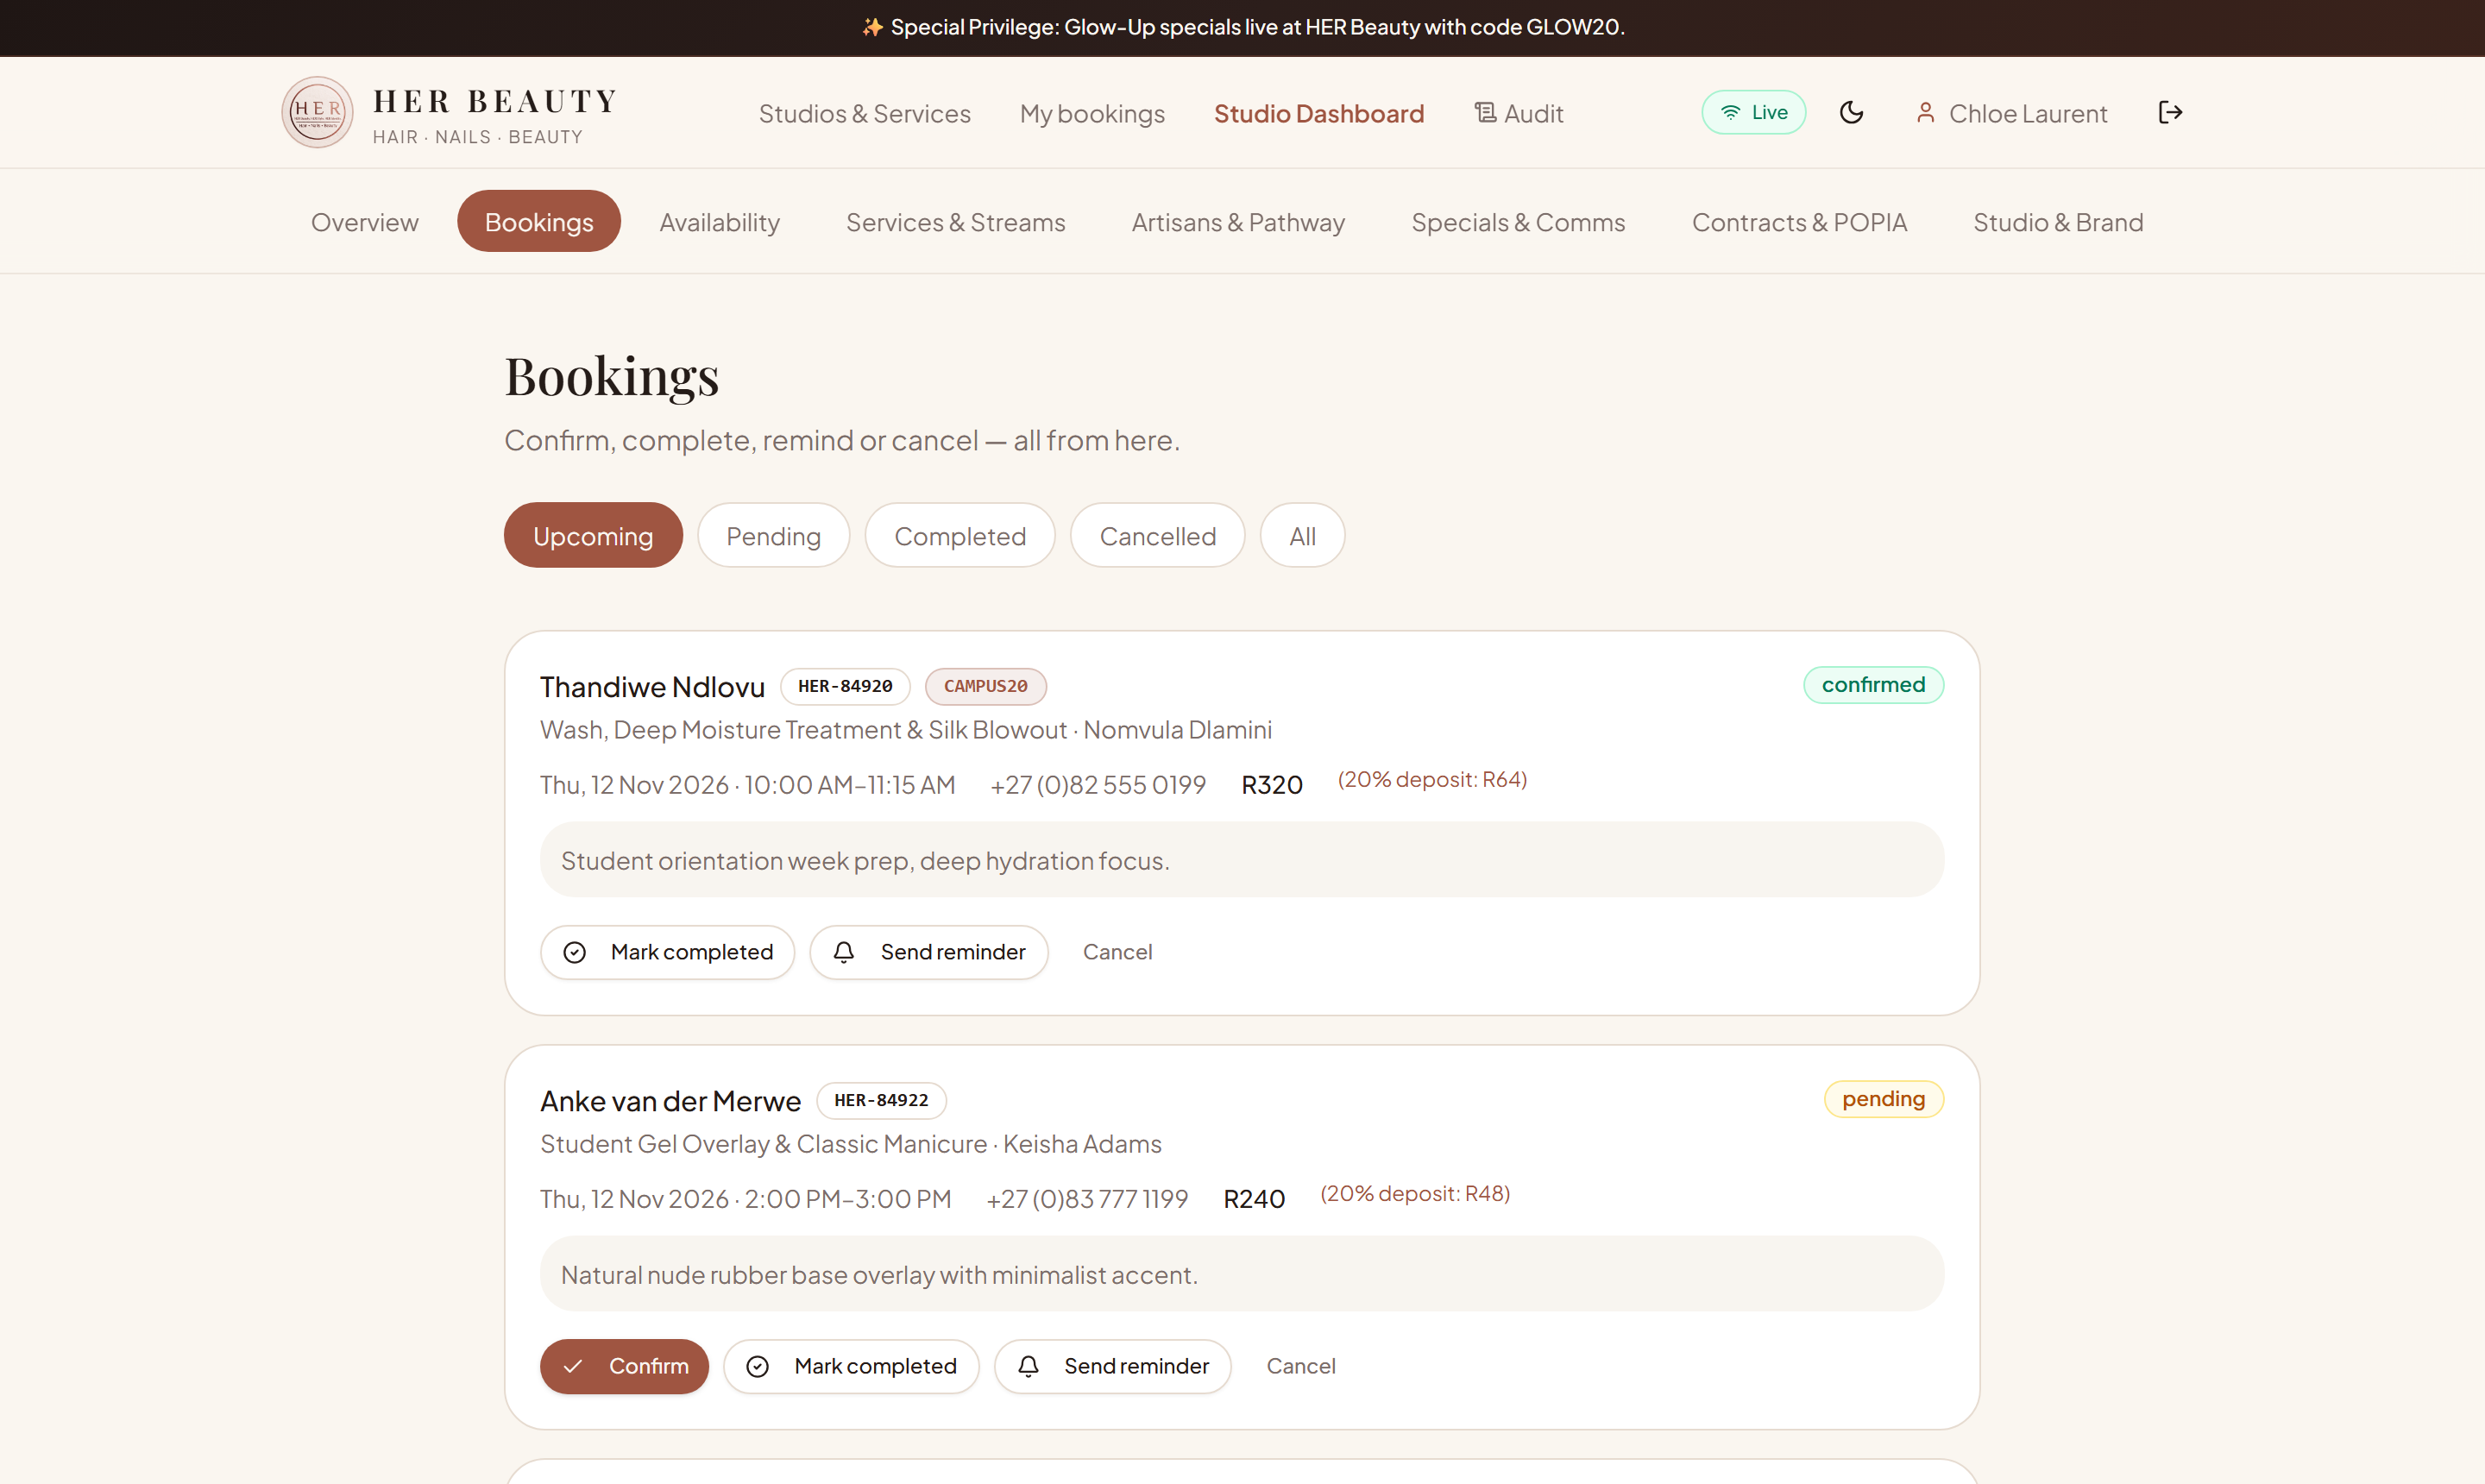 ✨ Special Privilege: Glow-Up specials live at HER Beauty with code GLOW20.
HER
HER BEAUTY
HAIR · NAILS · BEAUTY
Studios & Services
My bookings
Studio Dashboard
Audit
Live
Chloe Laurent
Overview
Bookings
Availability
Services & Streams
Artisans & Pathway
Specials & Comms
Contracts & POPIA
Studio & Brand
Bookings
Confirm, complete, remind or cancel — all from here.
Upcoming
Pending
Completed
Cancelled
All
Thandiwe Ndlovu HER-84920 CAMPUS20 confirmed
Wash, Deep Moisture Treatment & Silk Blowout · Nomvula Dlamini
Thu, 12 Nov 2026 · 10:00 AM–11:15 AM +27 (0)82 555 0199 R320 (20% deposit: R64)
Student orientation week prep, deep hydration focus.
Mark completed Send reminder Cancel
Anke van der Merwe HER-84922 pending
Student Gel Overlay & Classic Manicure · Keisha Adams
Thu, 12 Nov 2026 · 2:00 PM–3:00 PM +27 (0)83 777 1199 R240 (20% deposit: R48)
Natural nude rubber base overlay with minimalist accent.
Confirm Mark completed Send reminder Cancel